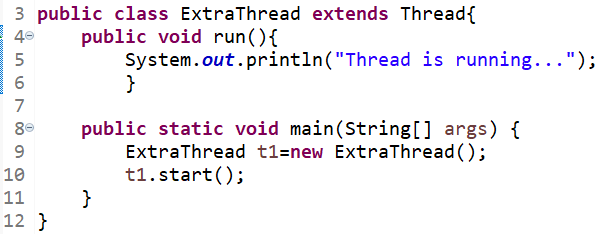 3 public class ExtraThread extends Thread{
4 public void run(){
5 System.out.println("Thread is running...");
6 }
7
8 public static void main(String[] args) {
9 ExtraThread t1=new ExtraThread();
10 t1.start();
11 }
12 }